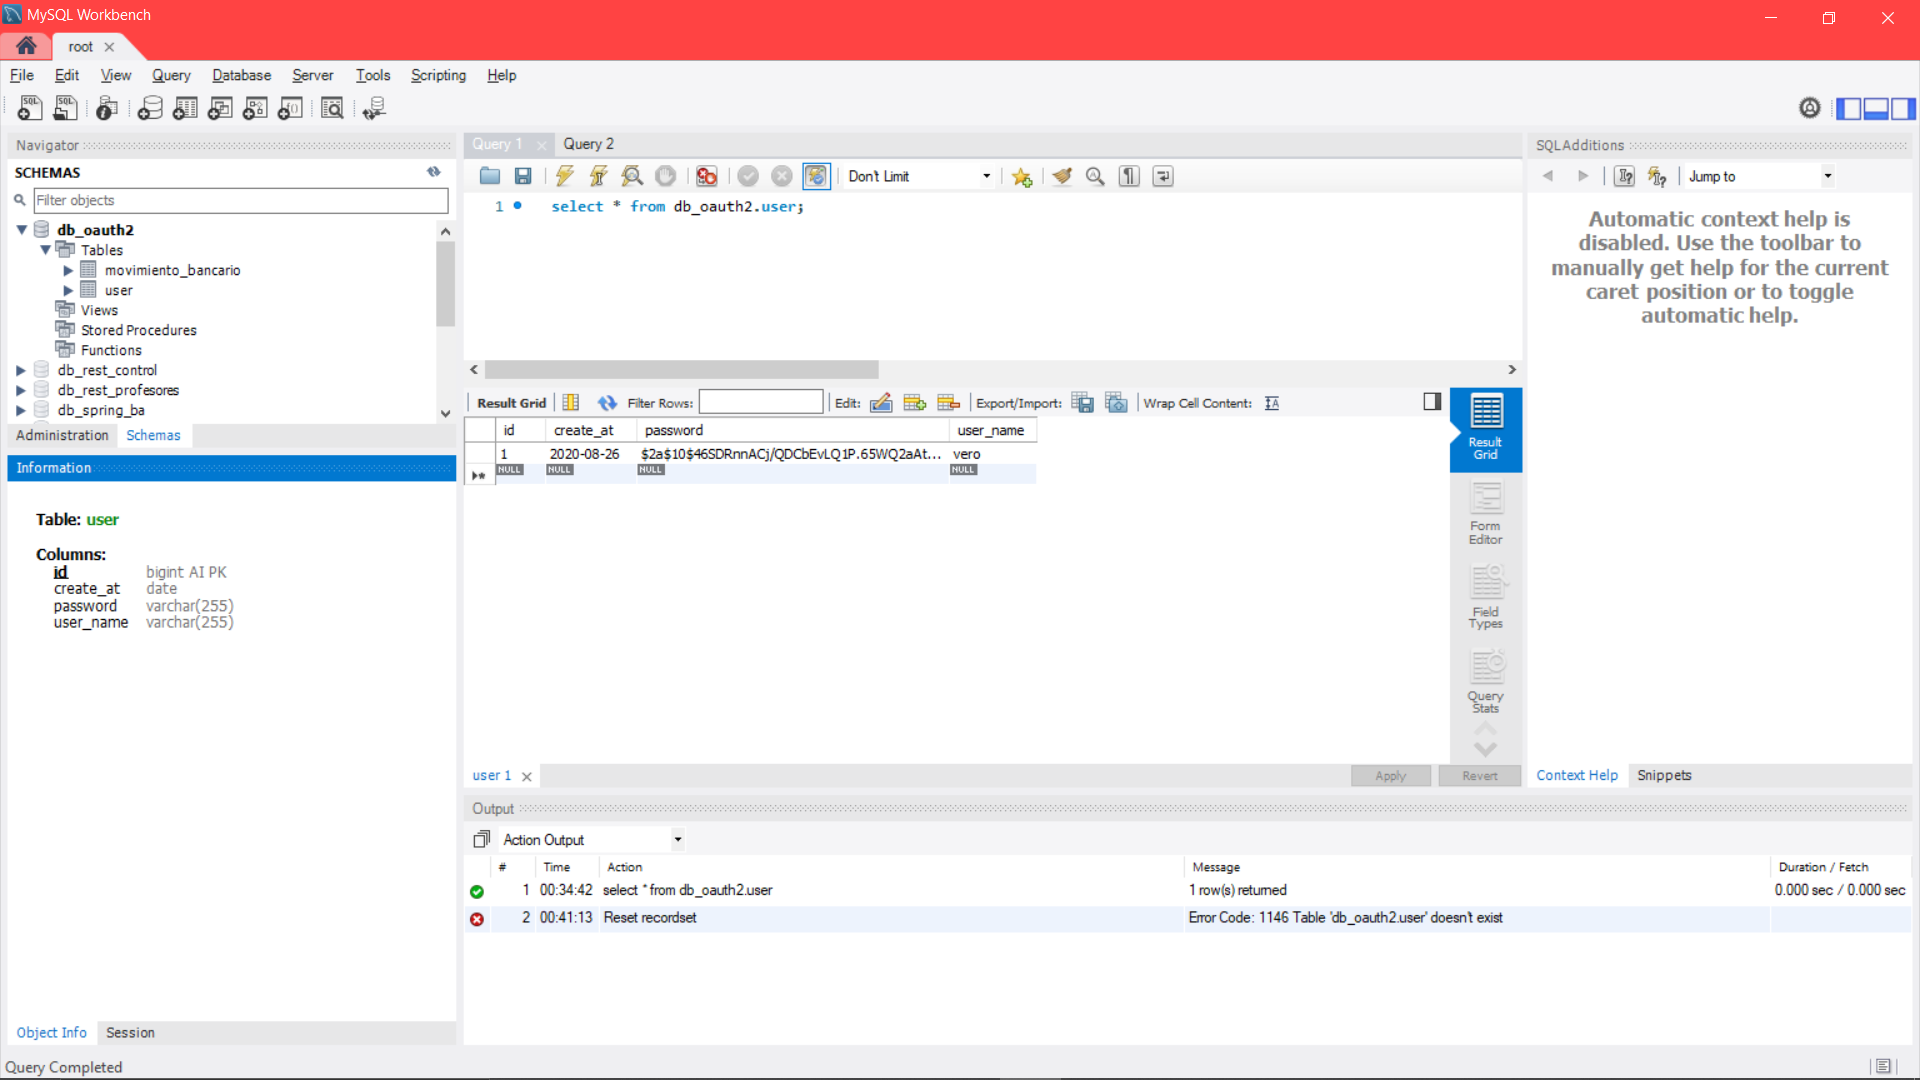 MySQL Workbench
root
File Edit View Query Database Server Tools Scripting Help
Navigator
SCHEMAS
Filter objects
db_oauth2
Tables
movimiento_bancario
user
Views
Stored Procedures
Functions
db_rest_control
db_rest_profesores
db_spring_ba
Administration Schemas
Information
Table: user
Columns:
id bigint AI PK
create_at date
password varchar(255)
user_name varchar(255)
Object Info Session
Query Completed
Query 1 Query 2
Don't Limit
1 select * from db_oauth2.user;
Result Grid Filter Rows: Edit: Export/Import: Wrap Cell Content:
id create_at password user_name
1 2020-08-26 $2a$10$46SDRnnACj/QDCbEvLQ1P.65WQ2aAt... vero
NULL NULL NULL NULL
Result Grid
Form Editor
Field Types
Query Stats
user 1 Apply Revert
SQLAdditions
Jump to
Automatic context help is
disabled. Use the toolbar to
manually get help for the current
caret position or to toggle
automatic help.
Context Help Snippets
Output
Action Output
# Time Action Message Duration / Fetch
1 00:34:42 select * from db_oauth2.user 1 row(s) returned 0.000 sec / 0.000 sec
2 00:41:13 Reset recordset Error Code: 1146 Table 'db_oauth2.user' doesn't exist